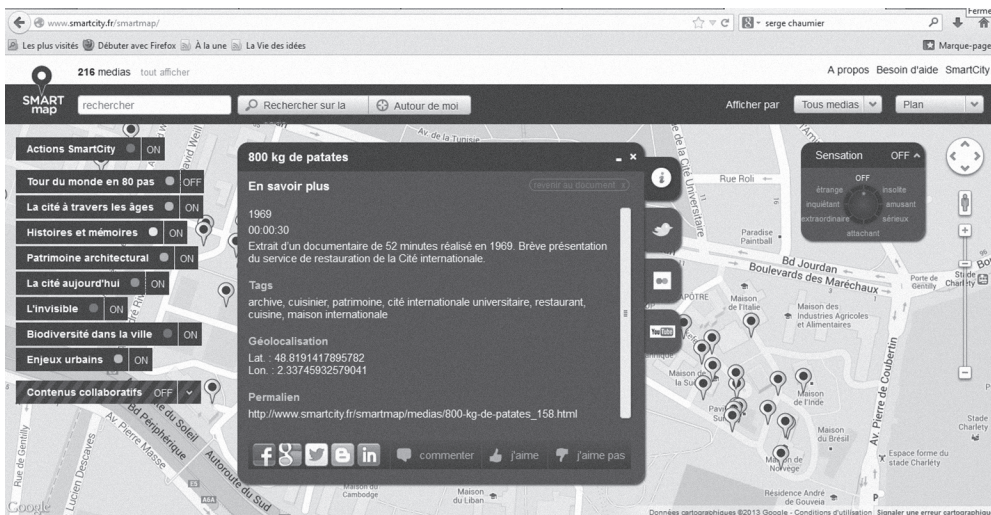 Ferme
www.smartcity.fr/smartmap/
serge chaumier
Les plus visités Débuter avec Firefox À la une La Vie des idées
Marque-page
216 medias tout afficher
A propos Besoin d'aide SmartCity
SMART map
rechercher
Rechercher sur la
Autour de moi
Afficher par
Tous medias
Plan
Actions SmartCity ON
Tour du monde en 80 pas OFF
La cité à travers les âges ON
Histoires et mémoires ON
Patrimoine architectural ON
La cité aujourd'hui ON
L'invisible ON
Biodiversité dans la ville ON
Enjeux urbains ON
Contenus collaboratifs OFF
800 kg de patates
En savoir plus
revenir au document x
1969
00:00:30
Extrait d'un documentaire de 52 minutes réalisé en 1969. Brève présentation
du service de restauration de la Cité internationale.
Tags
archive, cuisinier, patrimoine, cité internationale universitaire, restaurant,
cuisine, maison internationale
Géolocalisation
Lat. : 48.8191417895782
Lon. : 2.33745932579041
Permalien
http://www.smartcity.fr/smartmap/medias/800-kg-de-patates_158.html
commenter j'aime j'aime pas
YouTube
Sensation OFF
OFF
étrange insolite
inquiétant amusant
extraordinaire sérieux
attachant
Av. de la Tunisie
David Weill
de la Cité Universitaire
Rue Roli
Paradise
Paintball
Bd Jourdan
Boulevards des Maréchaux
Porte de
Gentilly
Stade
Charlety
Maison
de l'Italie
Maison des
Industries Agricoles
et Alimentaires
Maison
de l'Inde
Maison
du Brésil
Av. Pierre de Coubertin
Espace forme du
stade Charléty
Maison de
Norvège
Résidence André
de Gouveia
Maison du
Cambodge
Maison
du Liban
Bd Périphérique
Av. Pierre Masse
Autoroute du Sud
Lucien Descaves
Rue de Gentilly
E5
A6A
Google
Données cartographiques ©2013 Google - Conditions d'utilisation Signaler une erreur cartographique